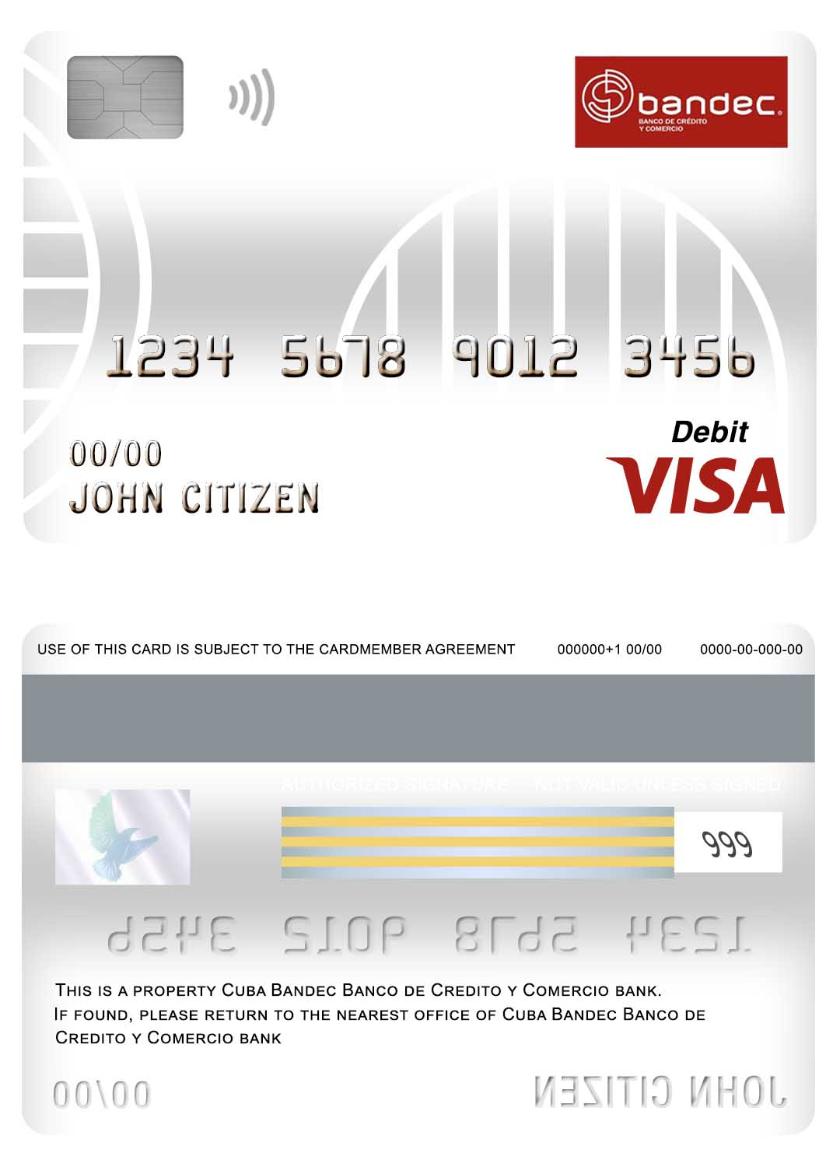 bandec®
BANCO DE CRÉDITO
Y COMERCIO
1234 5678 9012 3456
00/00
JOHN CITIZEN
Debit
VISA
USE OF THIS CARD IS SUBJECT TO THE CARDMEMBER AGREEMENT 000000+1 00/00 0000-00-000-00
AUTHORIZED SIGNATURE NOT VALID UNLESS SIGNED
999
1234 5678 9012 3456
THIS IS A PROPERTY CUBA BANDEC BANCO DE CREDITO Y COMERCIO BANK.
IF FOUND, PLEASE RETURN TO THE NEAREST OFFICE OF CUBA BANDEC BANCO DE
CREDITO Y COMERCIO BANK
00/00 JOHN CITIZEN